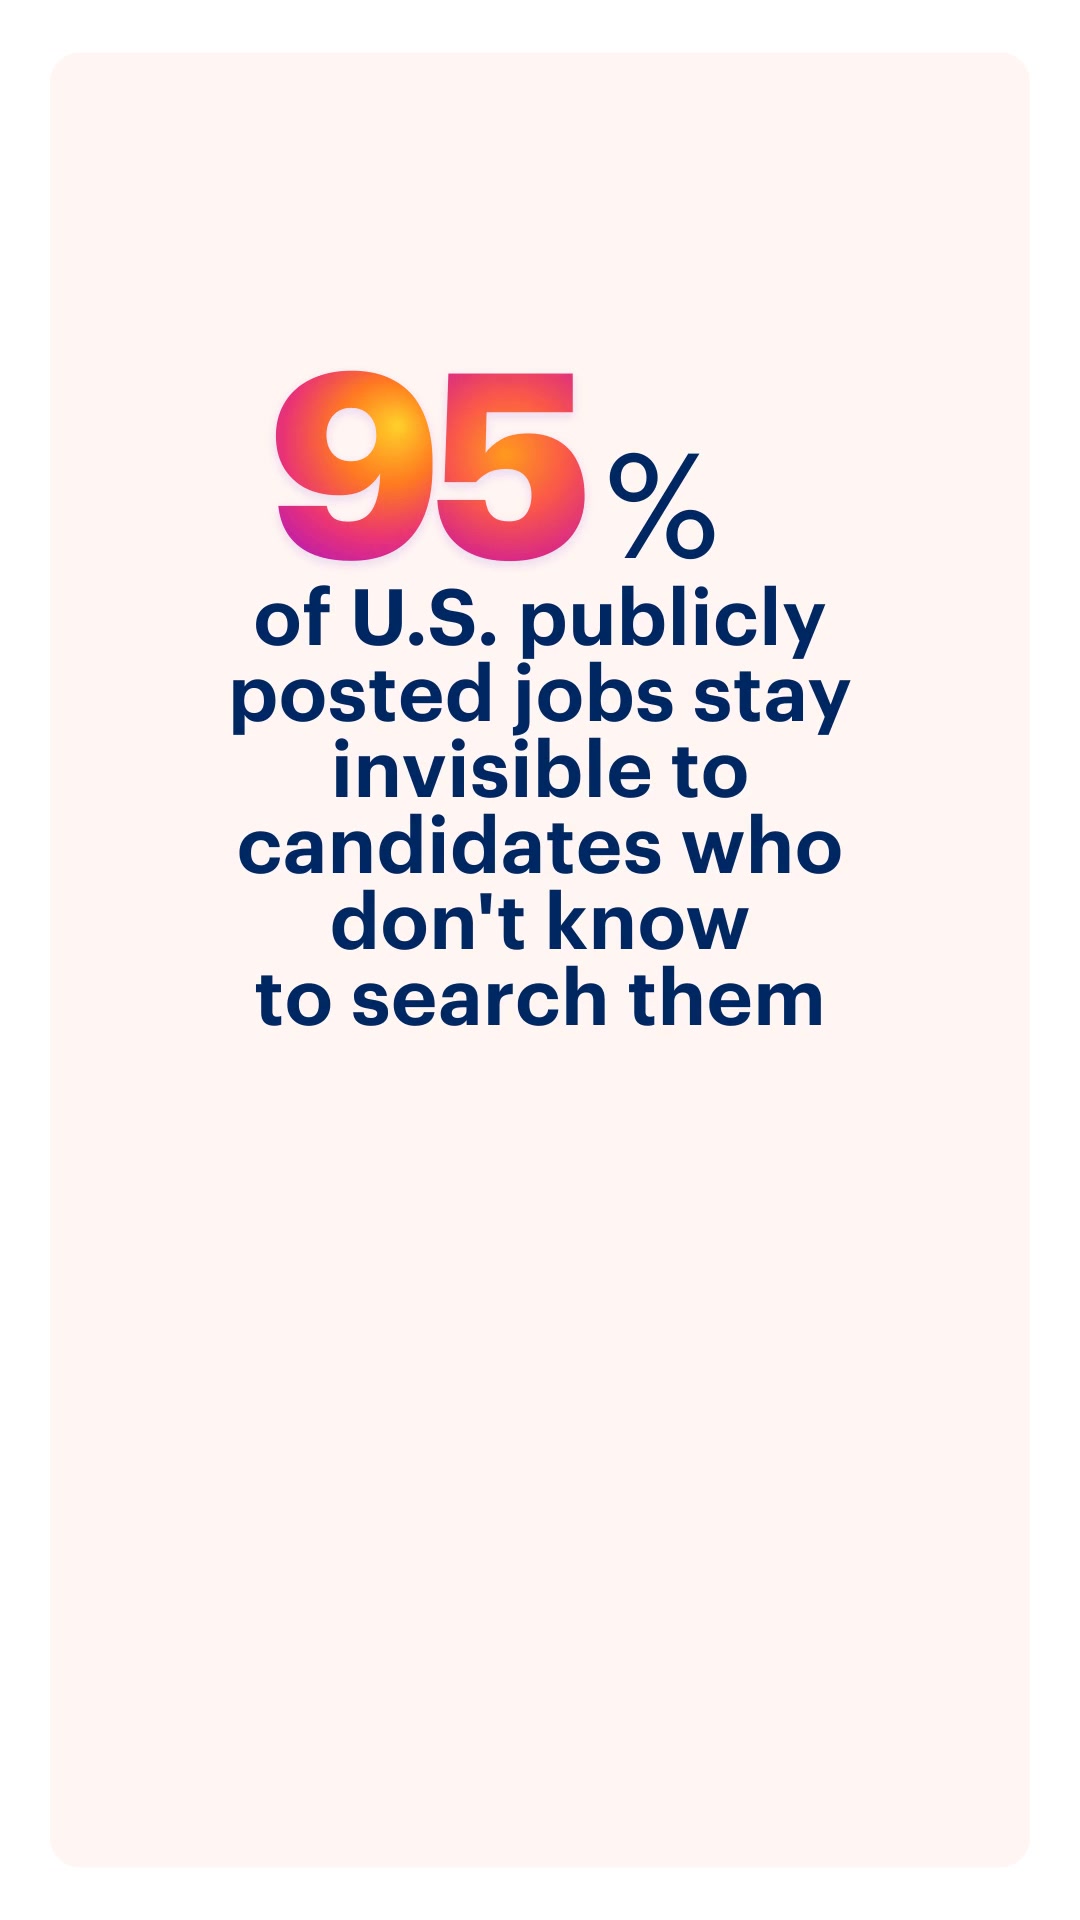 95%
of U.S. publicly
posted jobs stay
invisible to
candidates who
don't know
to search them